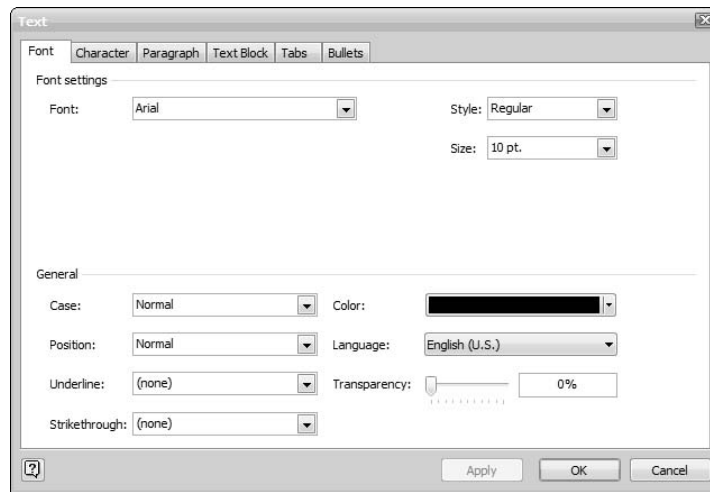 Text
Font Character Paragraph Text Block Tabs Bullets
Font settings
Font: Arial Style: Regular
Size: 10 pt.
General
Case: Normal Color:
Position: Normal Language: English (U.S.)
Underline: (none) Transparency: 0%
Strikethrough: (none)
? Apply OK Cancel